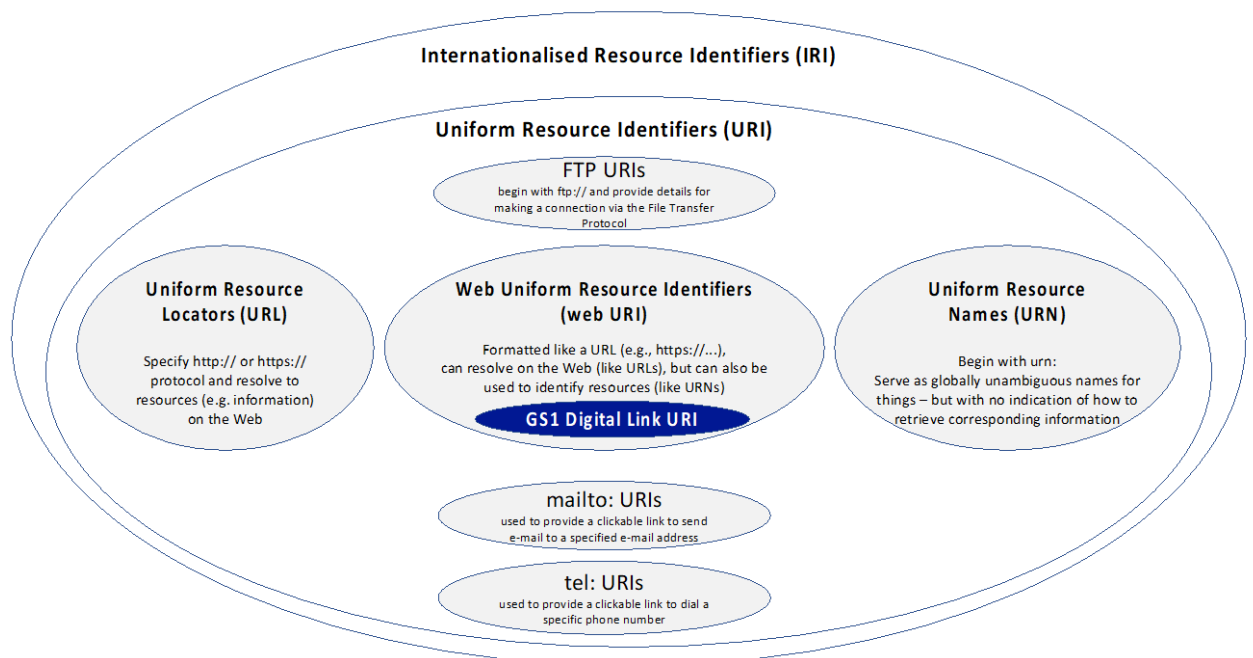 Internationalised Resource Identifiers (IRI)
Uniform Resource Identifiers (URI)
FTP URIs
begin with ftp:// and provide details for
making a connection via the File Transfer
Protocol
Uniform Resource
Locators (URL)
Specify http:// or https://
protocol and resolve to
resources (e.g. information)
on the Web
Web Uniform Resource Identifiers
(web URI)
Formatted like a URL (e.g., https://...),
can resolve on the Web (like URLs), but can also be
used to identify resources (like URNs)
GS1 Digital Link URI
Uniform Resource
Names (URN)
Begin with urn:
Serve as globally unambiguous names for
things – but with no indication of how to
retrieve corresponding information
mailto: URIs
used to provide a clickable link to send
e-mail to a specified e-mail address
tel: URIs
used to provide a clickable link to dial a
specific phone number